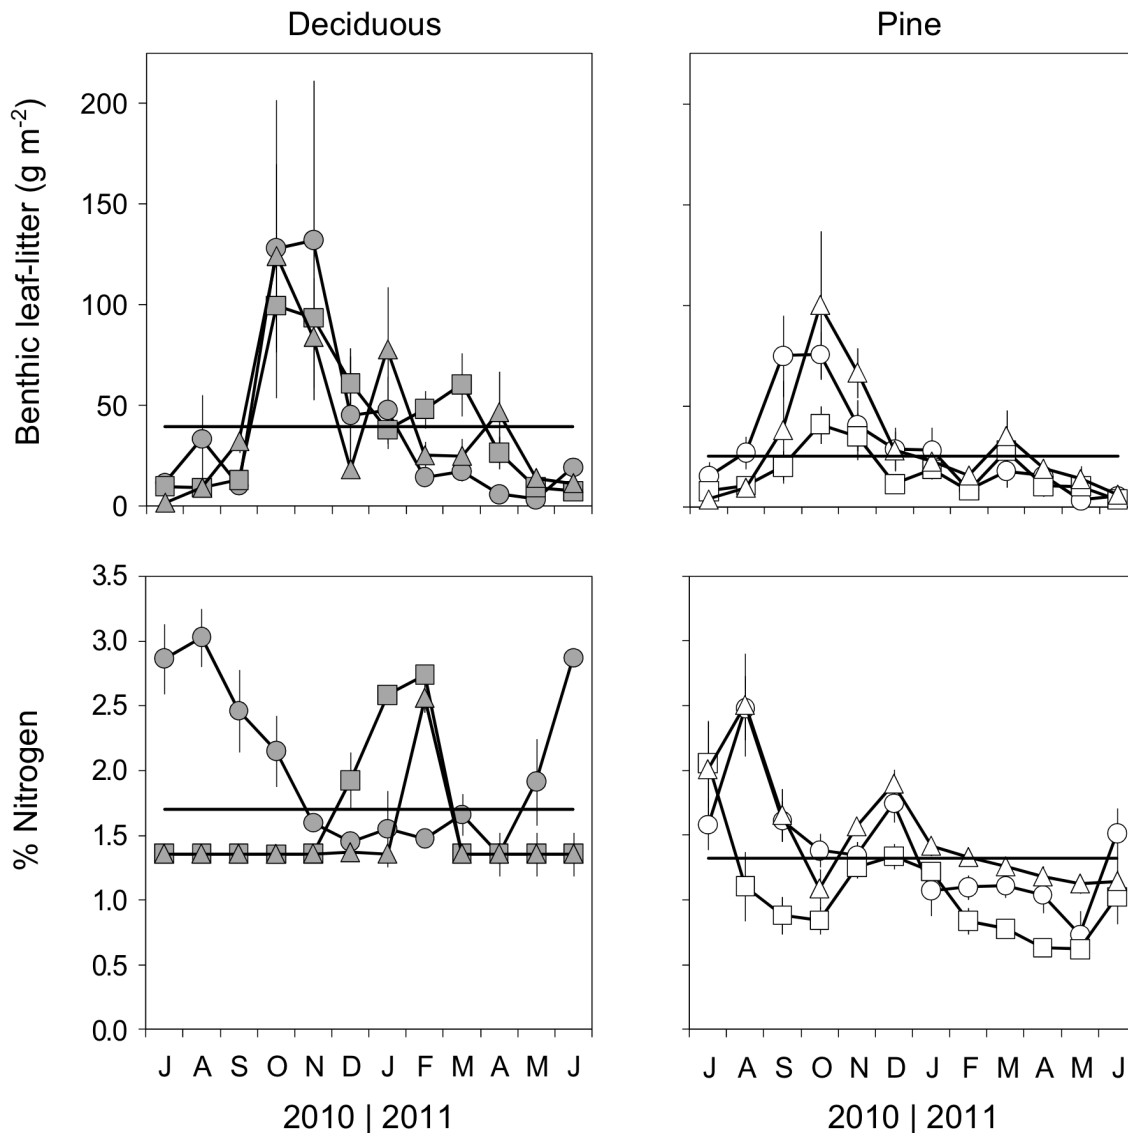 Deciduous
Pine
Benthic leaf-litter (g m-2)
200
150
100
50
0
% Nitrogen
3.5
3.0
2.5
2.0
1.5
1.0
0.5
0.0
J A S O N D J F M A M J
J A S O N D J F M A M J
2010 | 2011
2010 | 2011